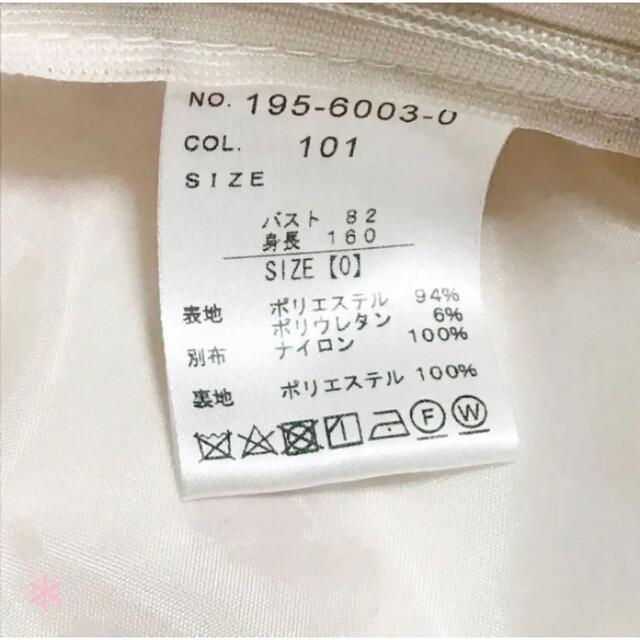 NO. 195-6003-0
COL. 101
SIZE
バスト 82
身長 160
SIZE【0】
表地 ポリエステル 94%
ポリウレタン 6%
別布 ナイロン 100%
裏地 ポリエステル 100%
F W